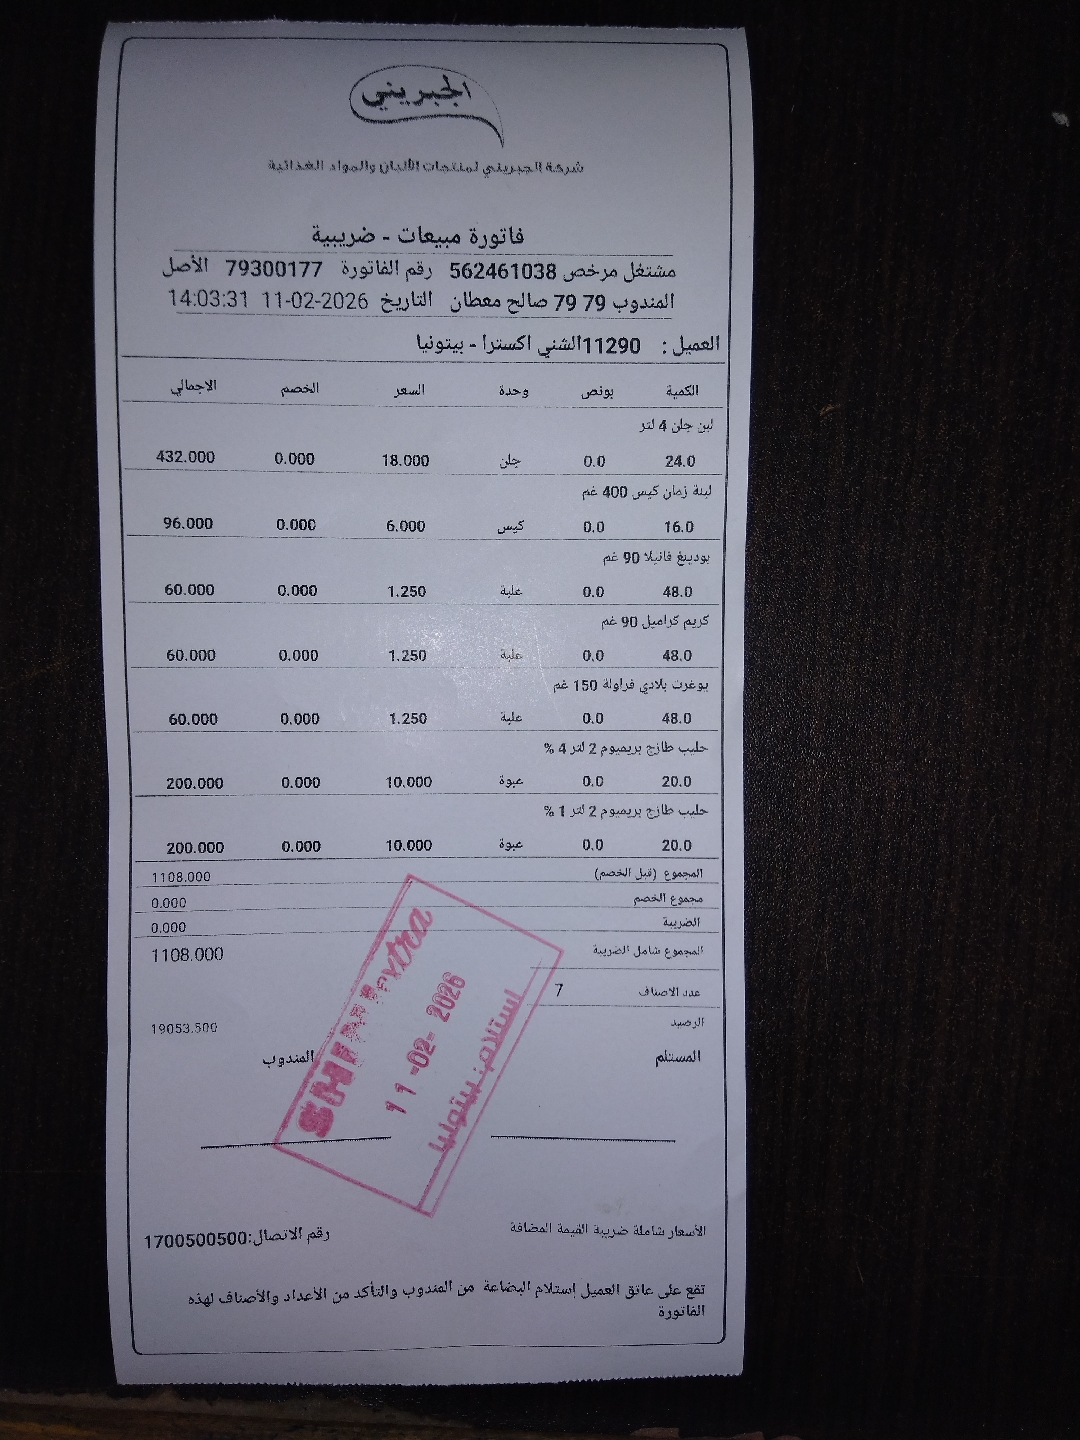 الجبريني
شركة الجبريني لمنتجات الألبان والمواد الغذائية
فاتورة مبيعات - ضريبية
مشتغل مرخص 562461038 رقم الفاتورة 79300177 الأصل
المندوب 79 79 صالح معطان التاريخ 11-02-2026 14:03:31
العميل : 11290الشني اكسترا - بيتونيا
الكمية بونص وحدة السعر الخصم الاجمالي
لبن جلن 4 لتر
24.0 0.0 جلن 18.000 0.000 432.000
لبنة زمان كيس 400 غم
16.0 0.0 كيس 6.000 0.000 96.000
بودينغ فانيلا 90 غم
48.0 0.0 علبة 1.250 0.000 60.000
كريم كراميل 90 غم
48.0 0.0 علبة 1.250 0.000 60.000
يوغرت بلادي فراولة 150 غم
48.0 0.0 علبة 1.250 0.000 60.000
حليب طازج بريميوم 2 لتر 4 %
20.0 0.0 عبوة 10.000 0.000 200.000
حليب طازج بريميوم 2 لتر 1 %
20.0 0.0 عبوة 10.000 0.000 200.000
المجموع (قبل الخصم) 1108.000
مجموع الخصم 0.000
الضريبة 0.000
المجموع شامل الضريبة 1108.000
عدد الاصناف 7
الرصيد 19053.500
المستلم المندوب
extra
11-02-2026
استلام: بيتونيا
الأسعار شاملة ضريبة القيمة المضافة رقم الاتصال:1700500500
تقع على عاتق العميل إستلام البضاعة من المندوب والتأكد من الأعداد والأصناف لهذه
الفاتورة